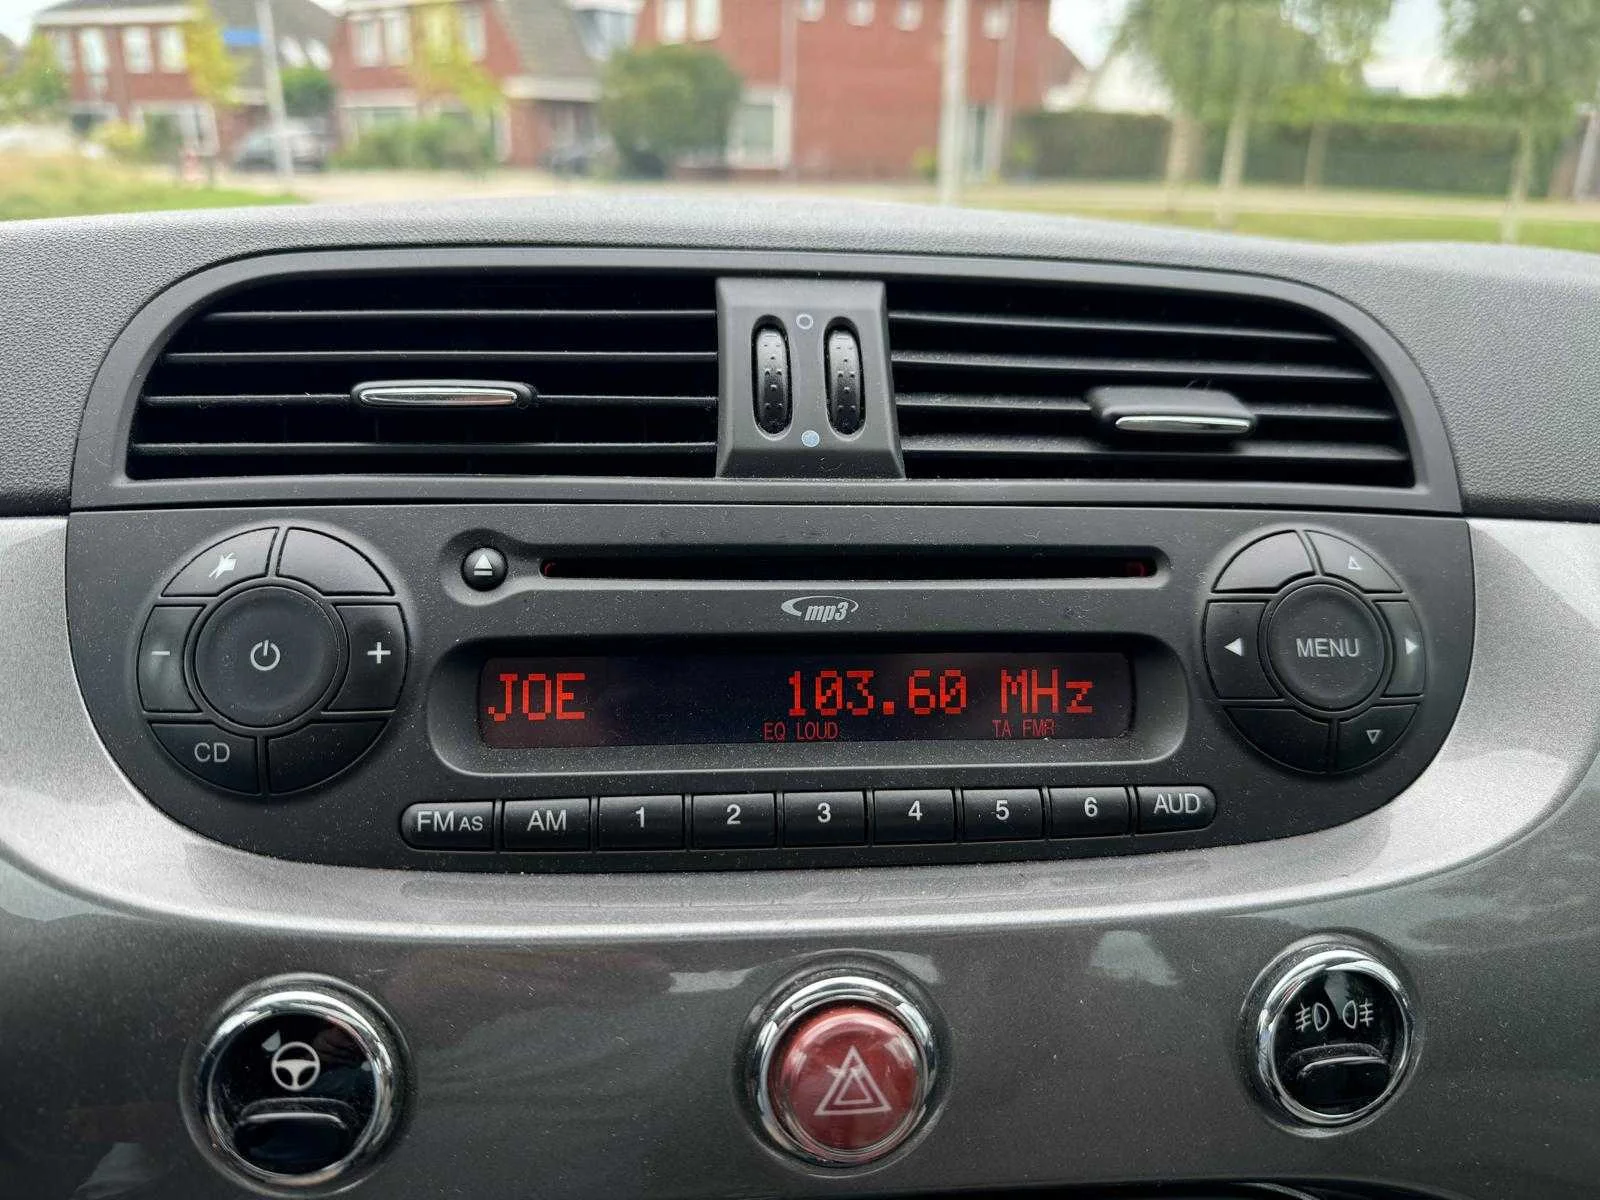 mp3
JOE 103.60 MHz
EQ LOUD TA FMR
MENU
CD
FM AS AM 1 2 3 4 5 6 AUD